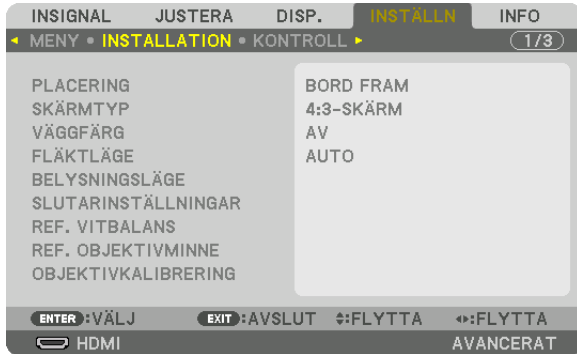 INSIGNAL JUSTERA DISP. INSTÄLLN INFO
MENY • INSTALLATION • KONTROLL 1/3
PLACERING BORD FRAM
SKÄRMTYP 4:3-SKÄRM
VÄGGFÄRG AV
FLÄKTLÄGE AUTO
BELYSNINGSLÄGE
SLUTARINSTÄLLNINGAR
REF. VITBALANS
REF. OBJEKTIVMINNE
OBJEKTIVKALIBRERING
ENTER :VÄLJ EXIT :AVSLUT :FLYTTA :FLYTTA
HDMI AVANCERAT